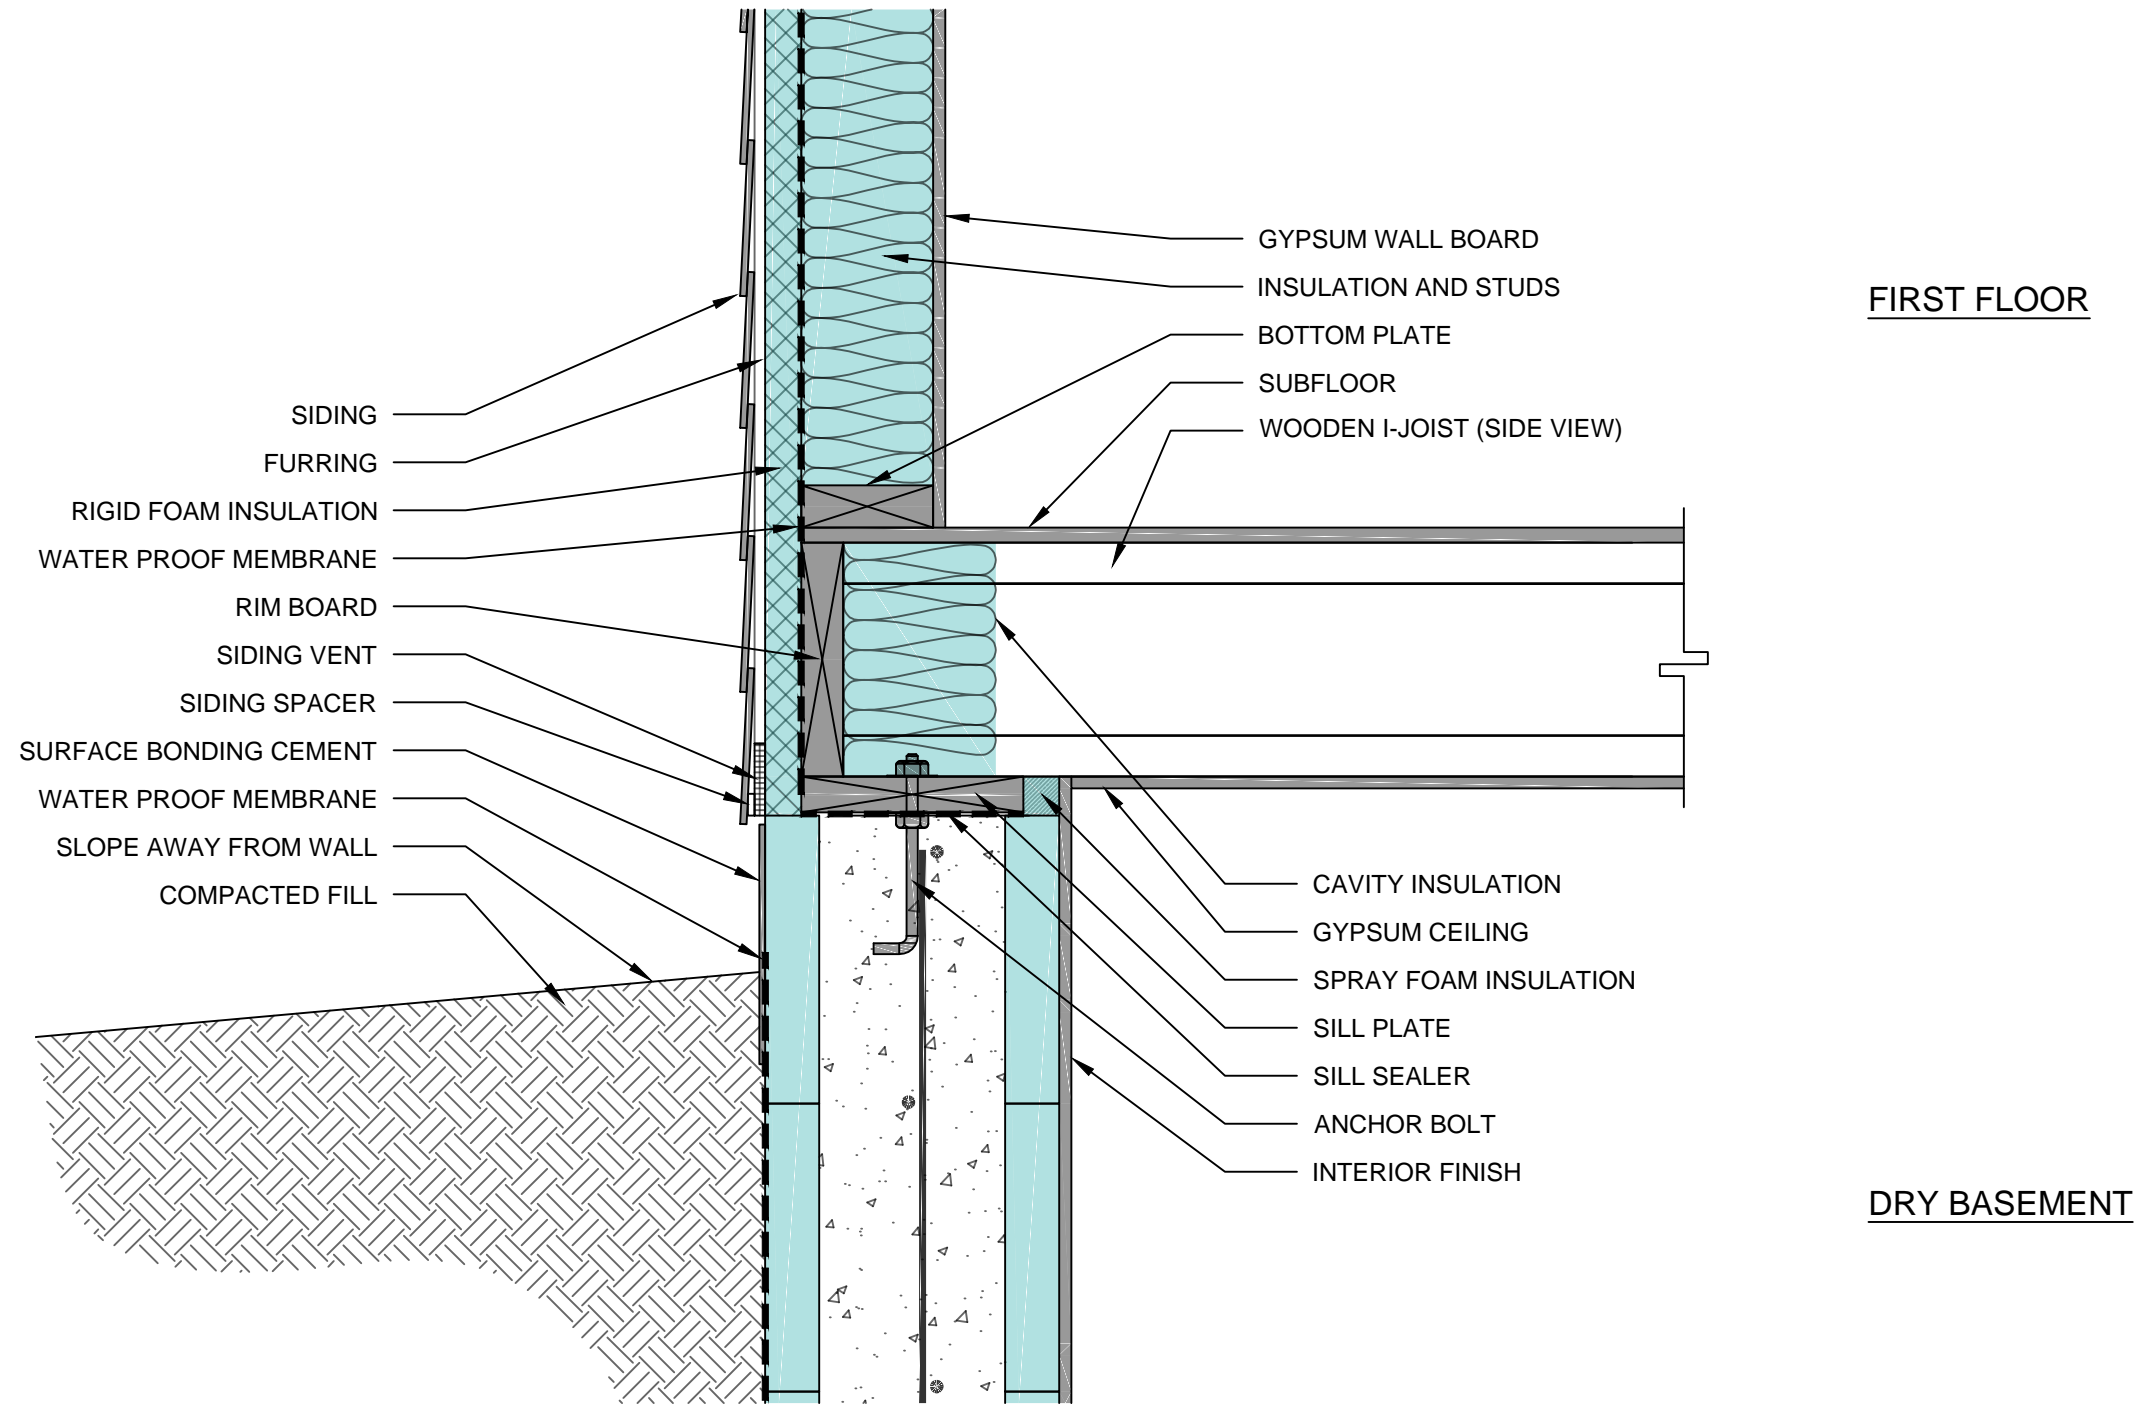 GYPSUM WALL BOARD
INSULATION AND STUDS
BOTTOM PLATE
SUBFLOOR
WOODEN I-JOIST (SIDE VIEW)
FIRST FLOOR
SIDING
FURRING
RIGID FOAM INSULATION
WATER PROOF MEMBRANE
RIM BOARD
SIDING VENT
SIDING SPACER
SURFACE BONDING CEMENT
WATER PROOF MEMBRANE
SLOPE AWAY FROM WALL
COMPACTED FILL
CAVITY INSULATION
GYPSUM CEILING
SPRAY FOAM INSULATION
SILL PLATE
SILL SEALER
ANCHOR BOLT
INTERIOR FINISH
DRY BASEMENT